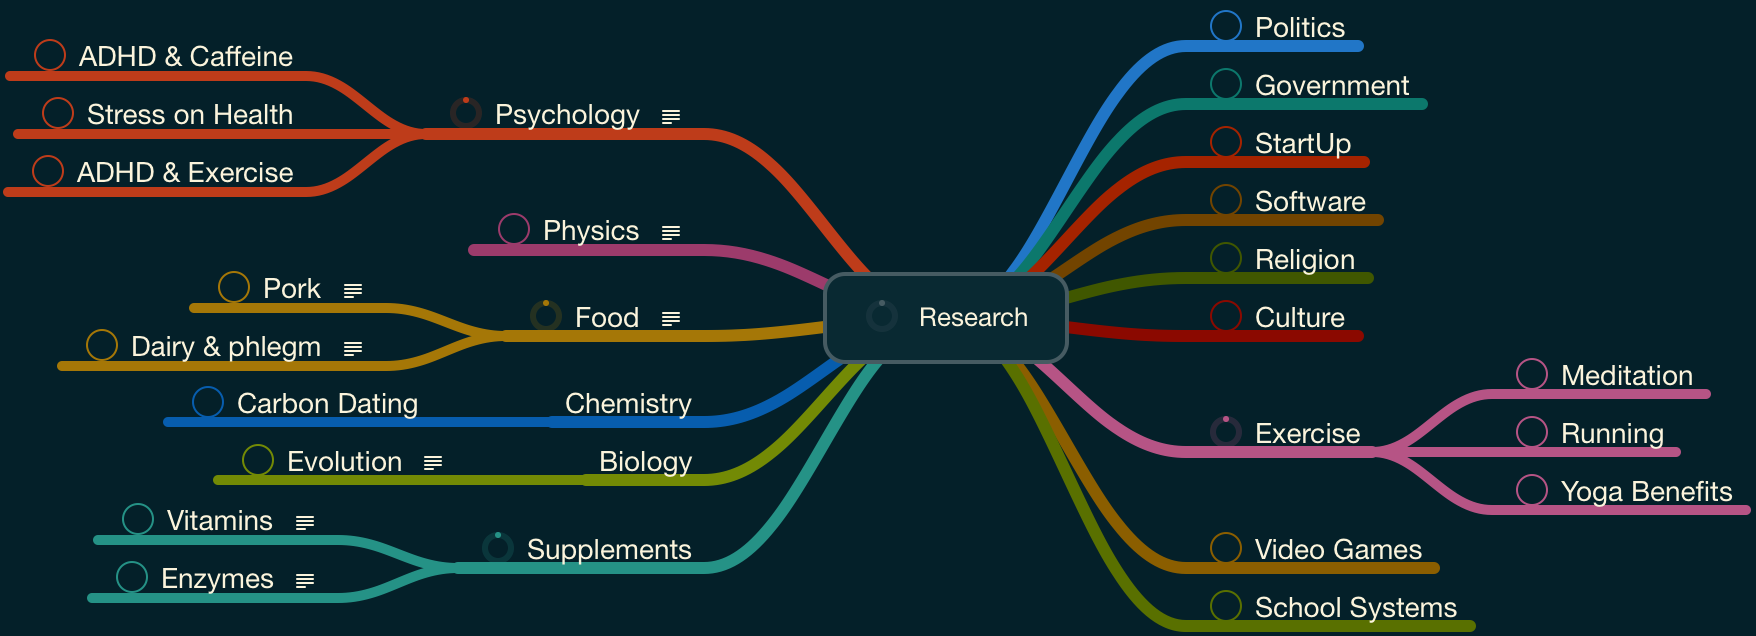 ADHD & Caffeine
Stress on Health
ADHD & Exercise
Psychology
Physics
Pork
Dairy & phlegm
Food
Carbon Dating
Chemistry
Evolution
Biology
Vitamins
Enzymes
Supplements
Research
Politics
Government
StartUp
Software
Religion
Culture
Exercise
Meditation
Running
Yoga Benefits
Video Games
School Systems